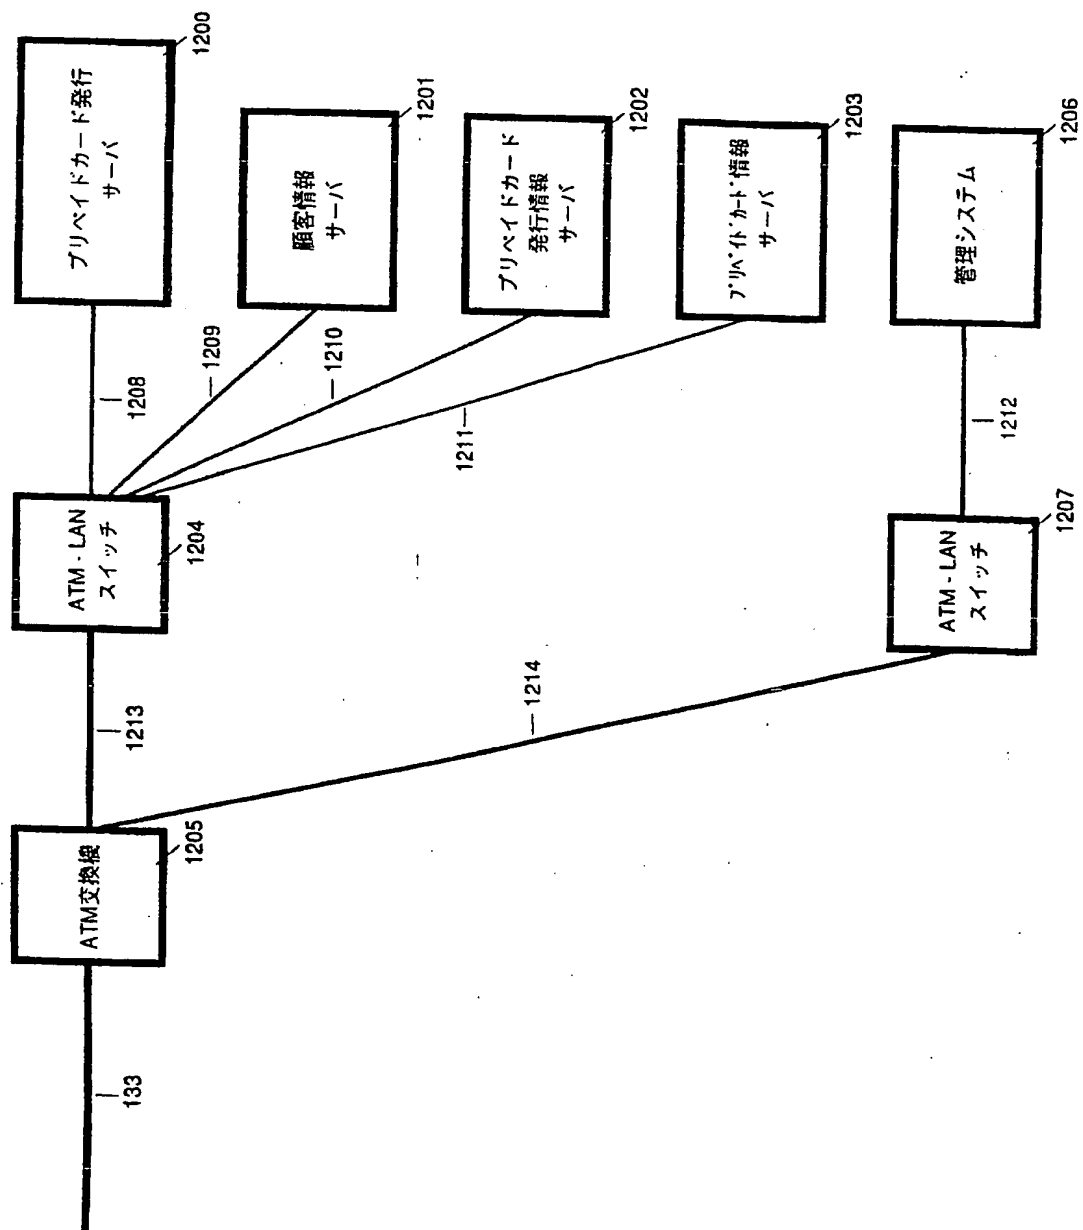 プリペイドカード発行
サーバ
1200
顧客情報
サーバ
1201
プリペイドカード
発行情報
サーバ
1202
プリペイドカード情報
サーバ
1203
管理システム
1206
1208
1209
1210
1211
1212
ATM - LAN
スイッチ
1204
ATM - LAN
スイッチ
1207
1213
1214
ATM交換機
1205
133